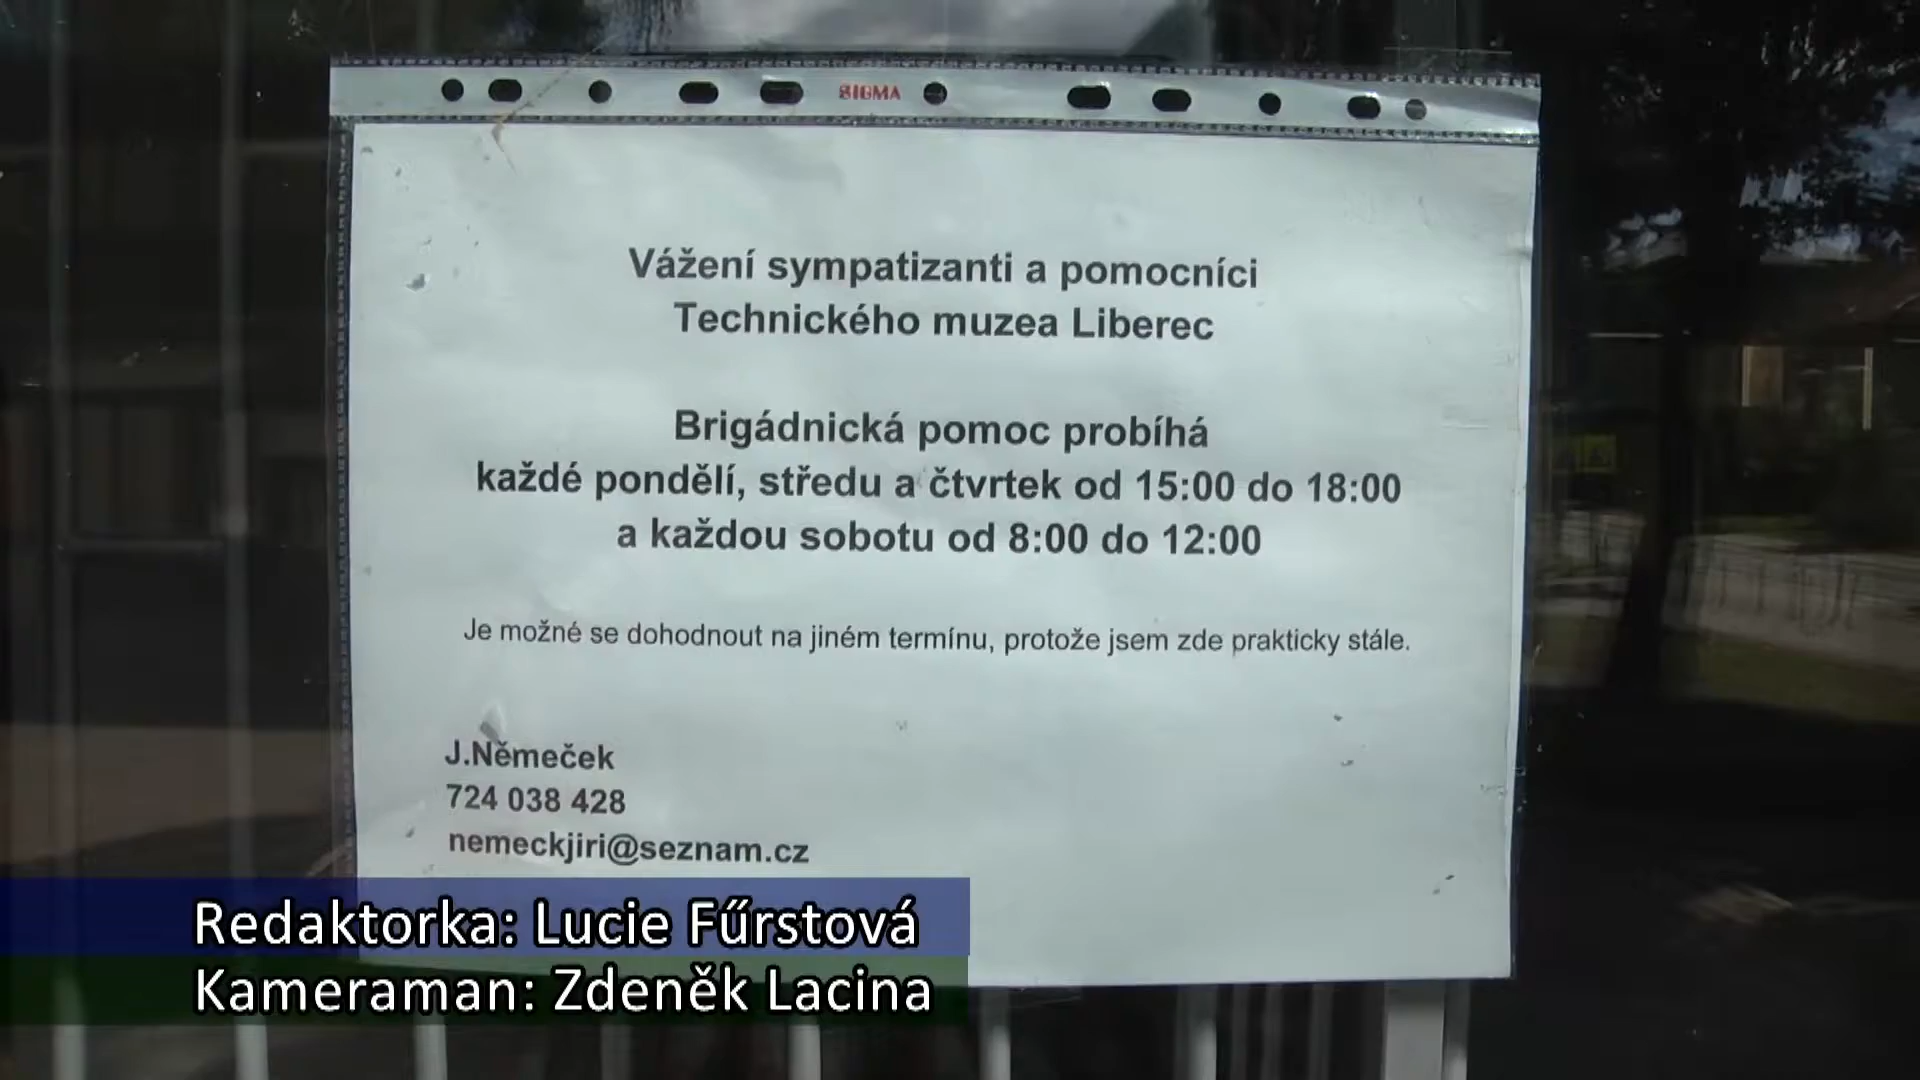 SIGMA
Vážení sympatizanti a pomocníci
Technického muzea Liberec
Brigádnická pomoc probíhá
každé pondělí, středu a čtvrtek od 15:00 do 18:00
a každou sobotu od 8:00 do 12:00
Je možné se dohodnout na jiném termínu, protože jsem zde prakticky stále.
J.Němeček
724 038 428
nemeckjiri@seznam.cz
Redaktorka: Lucie Fűrstová
Kameraman: Zdeněk Lacina